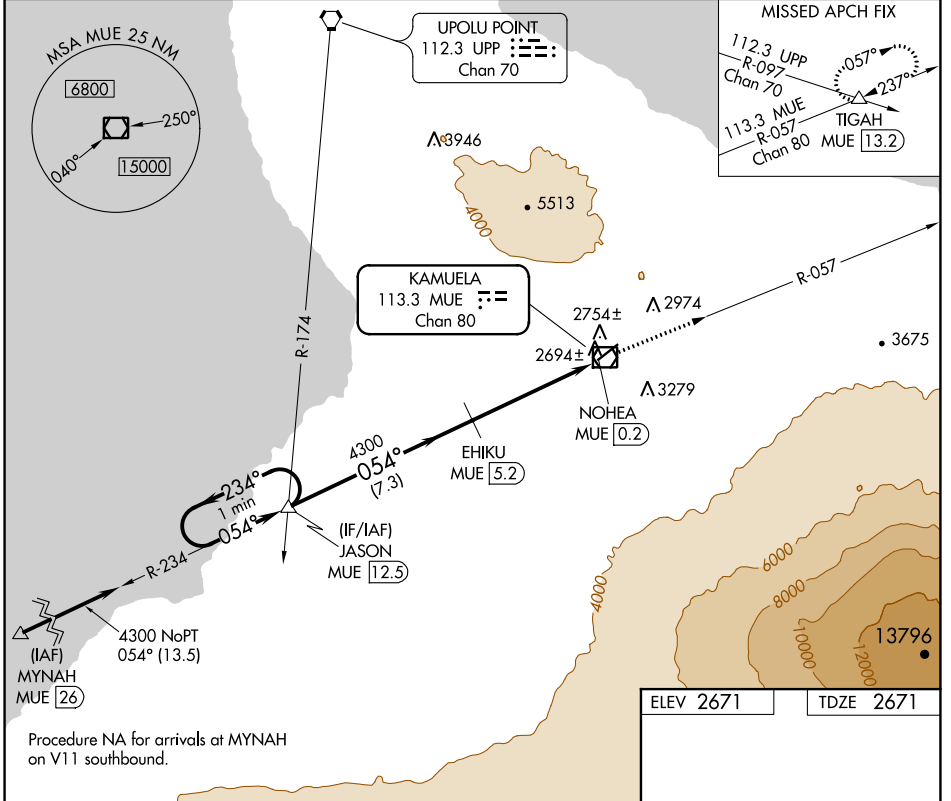 MSA MUE 25 NM
6800
250°
040°
15000
UPOLU POINT
112.3 UPP
Chan 70
MISSED APCH FIX
112.3 UPP
R-097
Chan 70
057°
237°
113.3 MUE
R-057
Chan 80
TIGAH
MUE 13.2
3946
5513
4000
KAMUELA
113.3 MUE
Chan 80
R-174
R-057
2974
2754±
2694±
3675
3279
NOHEA
MUE 0.2
EHIKU
MUE 5.2
4300
054°
(7.3)
234°
1 min
054°
(IF/IAF)
JASON
MUE 12.5
R-234
4300 NoPT
054° (13.5)
(IAF)
MYNAH
MUE 26
4000
6000
8000
10000
12000
13796
Procedure NA for arrivals at MYNAH
on V11 southbound.
ELEV 2671
TDZE 2671